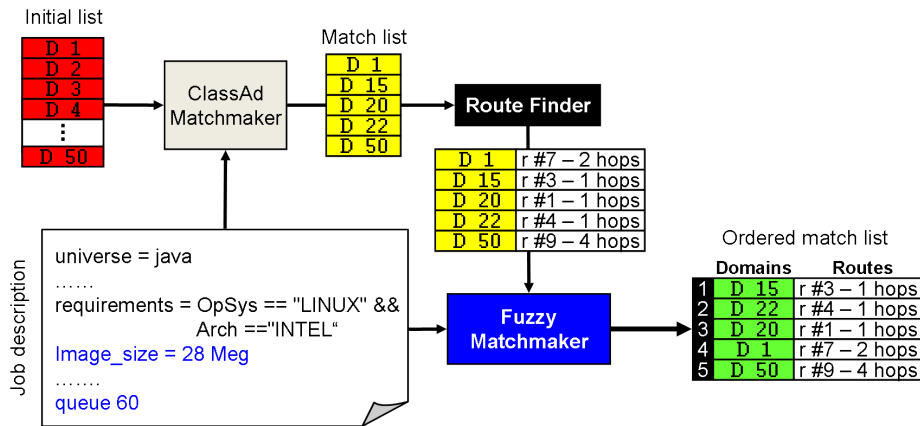 Initial list
D 1
D 2
D 3
D 4
⋮
D 50
ClassAd
Matchmaker
Match list
D 1
D 15
D 20
D 22
D 50
Route Finder
D 1 r #7 – 2 hops
D 15 r #3 – 1 hops
D 20 r #1 – 1 hops
D 22 r #4 – 1 hops
D 50 r #9 – 4 hops
Job description
universe = java
……
requirements = OpSys == "LINUX" &&
Arch =="INTEL“
Image_size = 28 Meg
…….
queue 60
Fuzzy
Matchmaker
Ordered match list
Domains Routes
1 D 15 r #3 – 1 hops
2 D 22 r #4 – 1 hops
3 D 20 r #1 – 1 hops
4 D 1 r #7 – 2 hops
5 D 50 r #9 – 4 hops